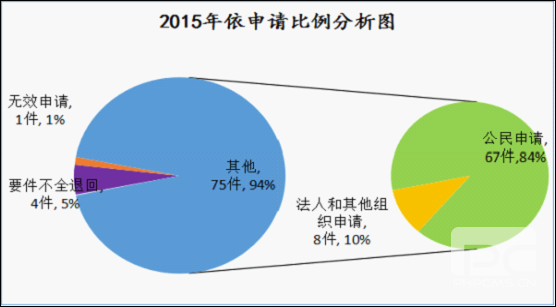 2015年依申请比例分析图
无效申请,
1件, 1%
要件不全退回,
4件, 5%
其他,
75件, 94%
公民申请,
67件,84%
法人和其他组
织申请,
8件, 10%